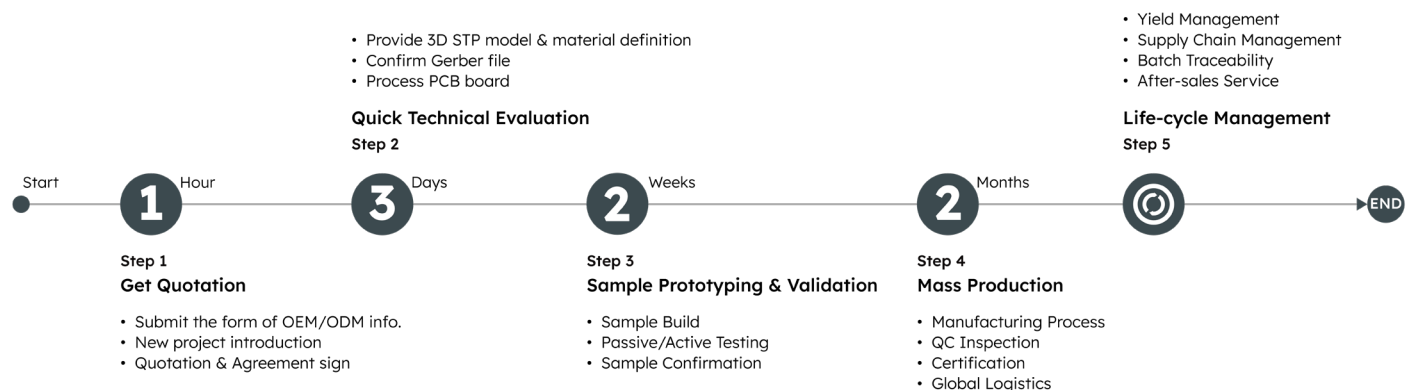 Start
1 Hour
Step 1
Get Quotation
• Submit the form of OEM/ODM info.
• New project introduction
• Quotation & Agreement sign
• Provide 3D STP model & material definition
• Confirm Gerber file
• Process PCB board
Quick Technical Evaluation
Step 2
3 Days
2 Weeks
Step 3
Sample Prototyping & Validation
• Sample Build
• Passive/Active Testing
• Sample Confirmation
2 Months
Step 4
Mass Production
• Manufacturing Process
• QC Inspection
• Certification
• Global Logistics
• Yield Management
• Supply Chain Management
• Batch Traceability
• After-sales Service
Life-cycle Management
Step 5
END